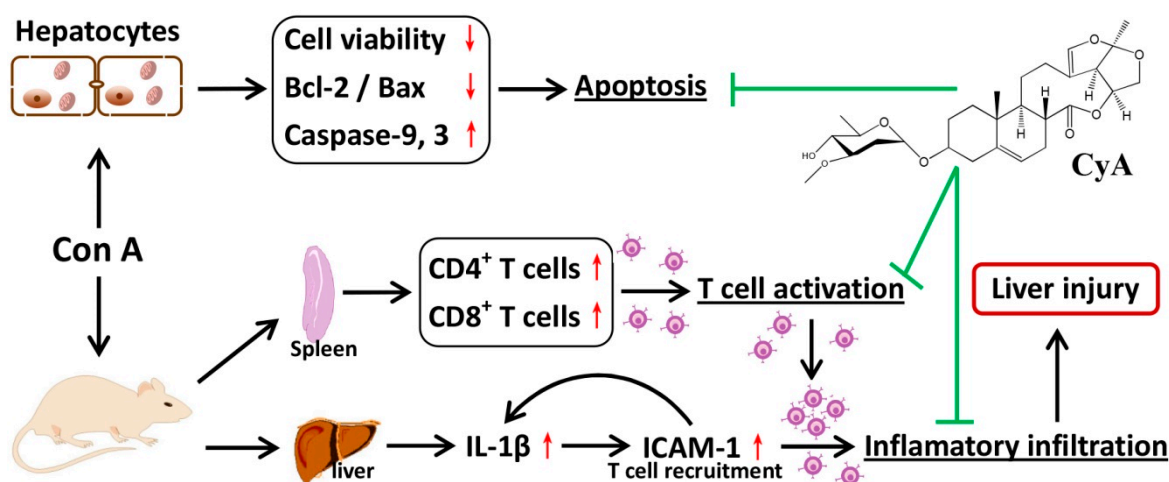 Hepatocytes
Cell viability ↓
Bcl-2 / Bax ↓
Caspase-9, 3 ↑
Apoptosis
O
O
O
H
H
H
H
O
O
O
O
HO
O
O
CyA
Con A
CD4⁺ T cells ↑
CD8⁺ T cells ↑
T cell activation
Liver injury
Spleen
IL-1β ↑
ICAM-1 ↑
T cell recruitment
Inflamatory infiltration
liver